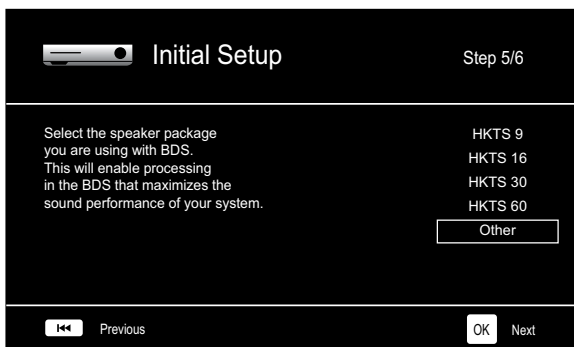 Initial Setup
Step 5/6
Select the speaker package
you are using with BDS.
This will enable processing
in the BDS that maximizes the
sound performance of your system.
HKTS 9
HKTS 16
HKTS 30
HKTS 60
Other
Previous
OK Next